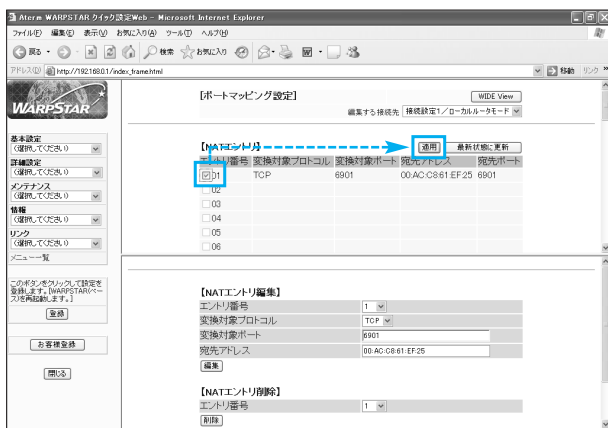 Aterm WARPSTAR クイック設定Web - Microsoft Internet Explorer
ファイル(F) 編集(E) 表示(V) お気に入り(A) ツール(T) ヘルプ(H)
戻る 検索 お気に入り
アドレス(D) http://192.168.0.1/index_frame.html 移動 リンク »
WARPSTAR
基本設定
(選択してください)
詳細設定
(選択してください)
メンテナンス
(選択してください)
情報
(選択してください)
リンク
(選択してください)
メニュー一覧
このボタンをクリックして設定を
登録します。[WARPSTAR(ベー
ス)を再起動します。]
登録
お客様登録
閉じる
[ポートマッピング設定] WIDE View
編集する接続先 接続設定1/ローカルルータモード
【NATエントリ】 適用 最新状態に更新
エントリ番号 変換対象プロトコル 変換対象ポート 宛先アドレス 宛先ポート
01 TCP 6901 00:AC:C8:61:EF:25 6901
02
03
04
05
06
【NATエントリ編集】
エントリ番号 1
変換対象プロトコル TCP
変換対象ポート 6901
宛先アドレス 00:AC:C8:61:EF:25
編集
【NATエントリ削除】
エントリ番号 1
削除